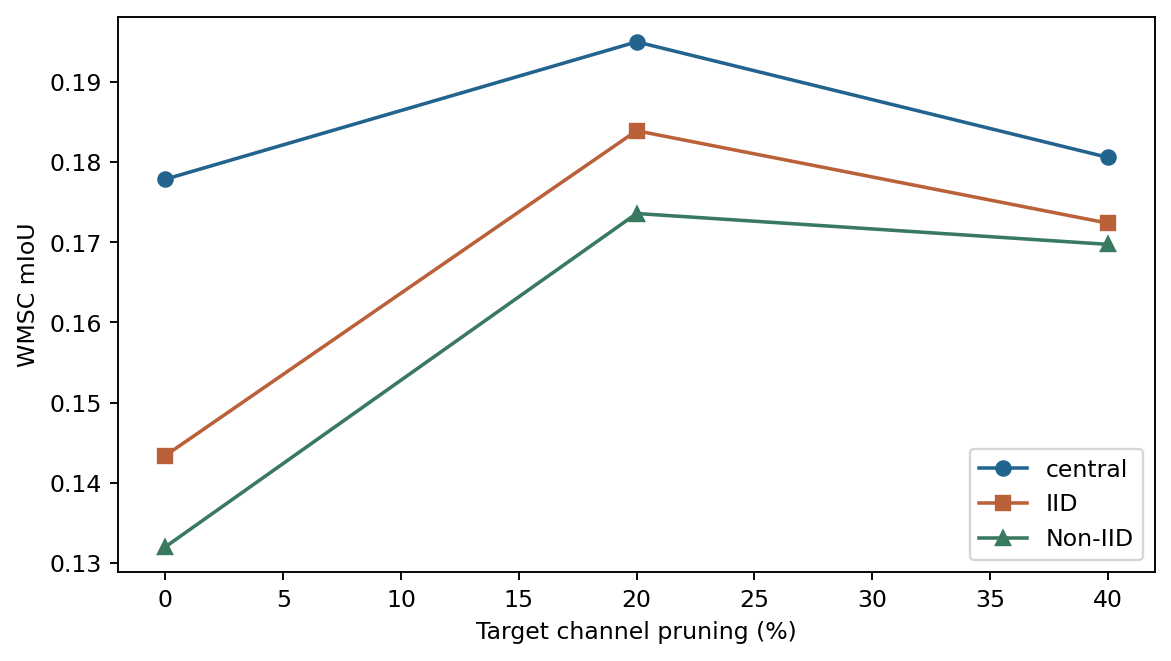 0.19
0.18
0.17
0.16
0.15
0.14
0.13
WMSC mIoU
central
IID
Non-IID
0 5 10 15 20 25 30 35 40
Target channel pruning (%)